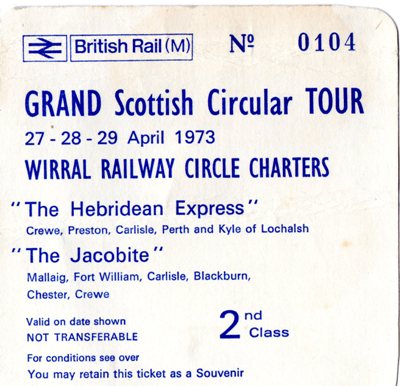 British Rail (M) Nº 0104
GRAND Scottish Circular TOUR
27 - 28 - 29 April 1973
WIRRAL RAILWAY CIRCLE CHARTERS
"The Hebridean Express"
Crewe, Preston, Carlisle, Perth and Kyle of Lochalsh
"The Jacobite"
Mallaig, Fort William, Carlisle, Blackburn,
Chester, Crewe
Valid on date shown
NOT TRANSFERABLE
2nd Class
For conditions see over
You may retain this ticket as a Souvenir